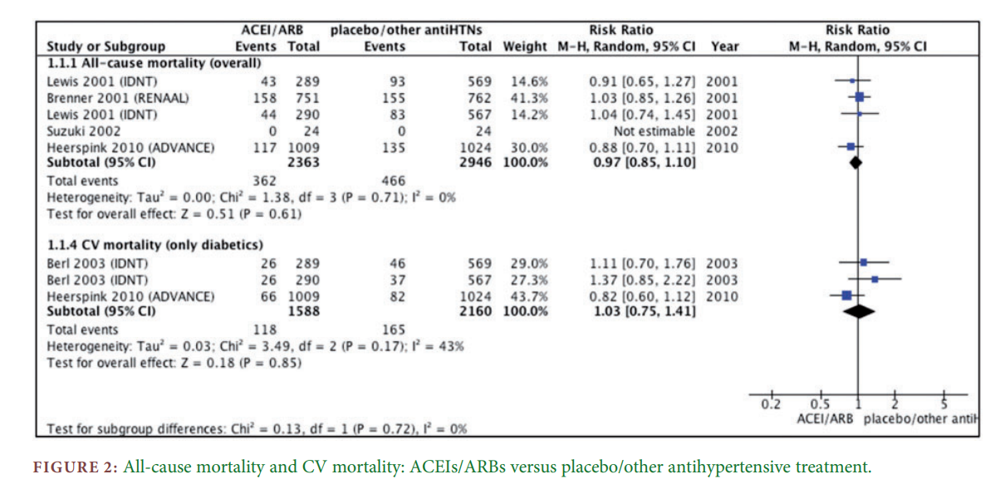 ACEI/ARB placebo/other antiHTNs Risk Ratio Risk Ratio
Study or Subgroup Events Total Events Total Weight M-H, Random, 95% CI Year M-H, Random, 95% CI
1.1.1 All-cause mortality (overall)
Lewis 2001 (IDNT) 43 289 93 569 14.6% 0.91 [0.65, 1.27] 2001
Brenner 2001 (RENAAL) 158 751 155 762 41.3% 1.03 [0.85, 1.26] 2001
Lewis 2001 (IDNT) 44 290 83 567 14.2% 1.04 [0.74, 1.45] 2001
Suzuki 2002 0 24 0 24 Not estimable 2002
Heerspink 2010 (ADVANCE) 117 1009 135 1024 30.0% 0.88 [0.70, 1.11] 2010
Subtotal (95% CI) 2363 2946 100.0% 0.97 [0.85, 1.10]
Total events 362 466
Heterogeneity: Tau² = 0.00; Chi² = 1.38, df = 3 (P = 0.71); I² = 0%
Test for overall effect: Z = 0.51 (P = 0.61)
1.1.4 CV mortality (only diabetics)
Berl 2003 (IDNT) 26 289 46 569 29.0% 1.11 [0.70, 1.76] 2003
Berl 2003 (IDNT) 26 290 37 567 27.3% 1.37 [0.85, 2.22] 2003
Heerspink 2010 (ADVANCE) 66 1009 82 1024 43.7% 0.82 [0.60, 1.12] 2010
Subtotal (95% CI) 1588 2160 100.0% 1.03 [0.75, 1.41]
Total events 118 165
Heterogeneity: Tau² = 0.03; Chi² = 3.49, df = 2 (P = 0.17); I² = 43%
Test for overall effect: Z = 0.18 (P = 0.85)
0.2 0.5 1 2 5
ACEI/ARB placebo/other antiH
Test for subgroup differences: Chi² = 0.13, df = 1 (P = 0.72), I² = 0%
FIGURE 2: All-cause mortality and CV mortality: ACEIs/ARBs versus placebo/other antihypertensive treatment.